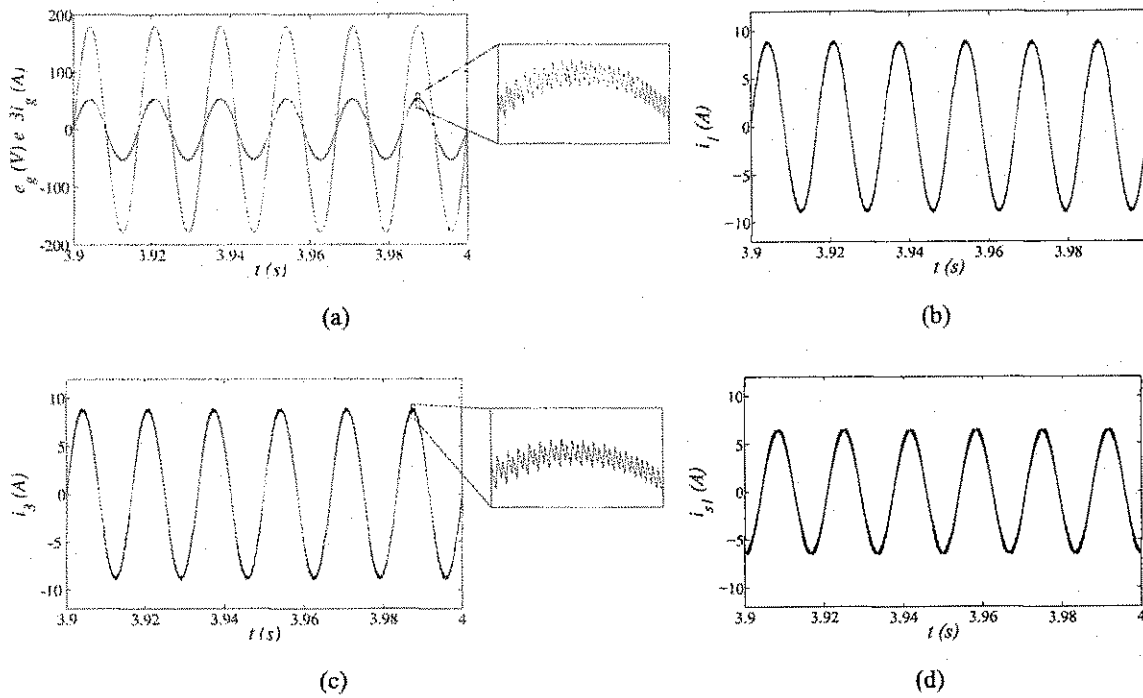 200
100
0
-100
-200
e_g (V) e 3i_g (A)
3.9 3.92 3.94 3.96 3.98 4
t (s)
(a)
10
5
0
−5
−10
i_1 (A)
3.9 3.92 3.94 3.96 3.98
t (s)
(b)
10
5
0
-5
-10
i_3 (A)
3.9 3.92 3.94 3.96 3.98 4
t (s)
(c)
10
5
0
−5
−10
i_s1 (A)
3.9 3.92 3.94 3.96 3.98 4
t (s)
(d)